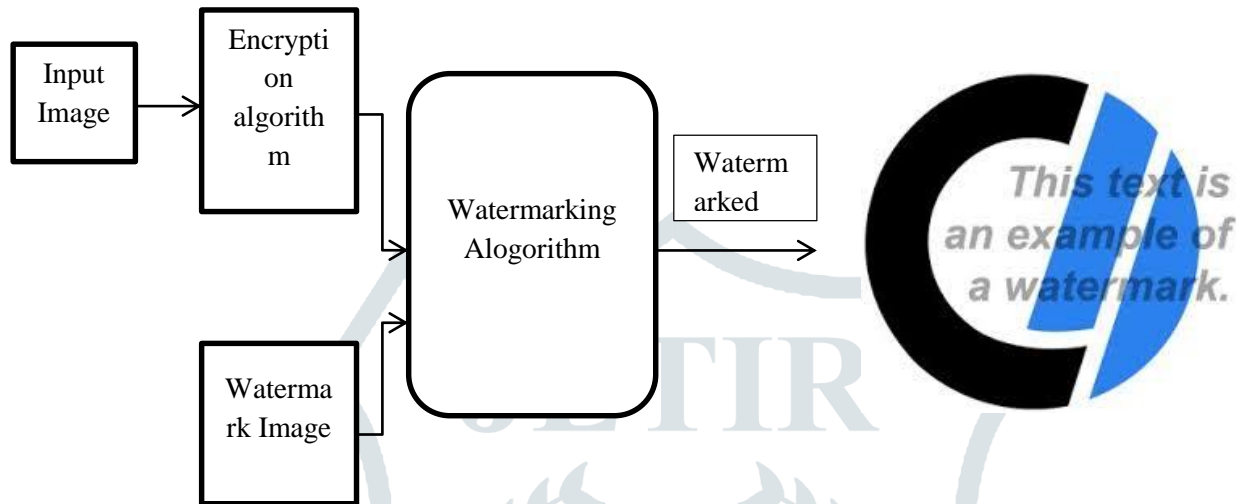 Input
Image
Encrypti
on
algorith
m
Watermarking
Alogorithm
Waterma
rk Image
Waterm
arked
This text is
an example of
a watermark.
JETIR